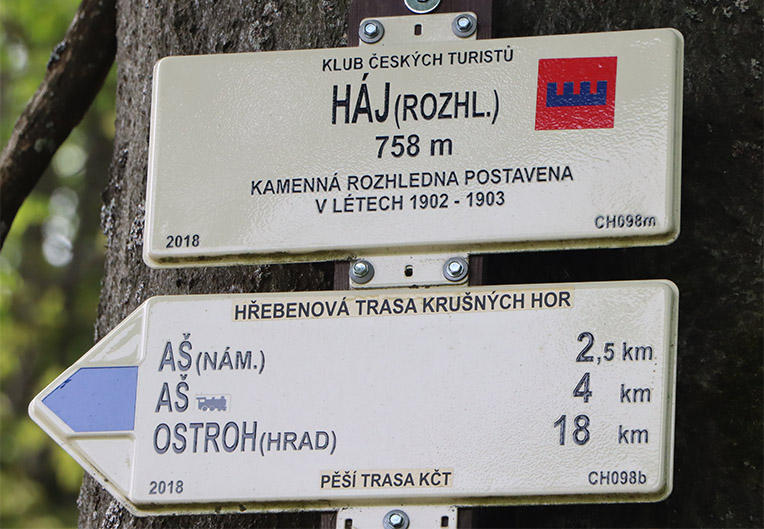 KLUB ČESKÝCH TURISTŮ
HÁJ (ROZHL.)
758 m
KAMENNÁ ROZHLEDNA POSTAVENA
V LÉTECH 1902 - 1903
2018 CH098m
HŘEBENOVÁ TRASA KRUŠNÝCH HOR
AŠ (NÁM.) 2,5 km
AŠ 4 km
OSTROH (HRAD) 18 km
2018 PĚŠÍ TRASA KČT CH098b